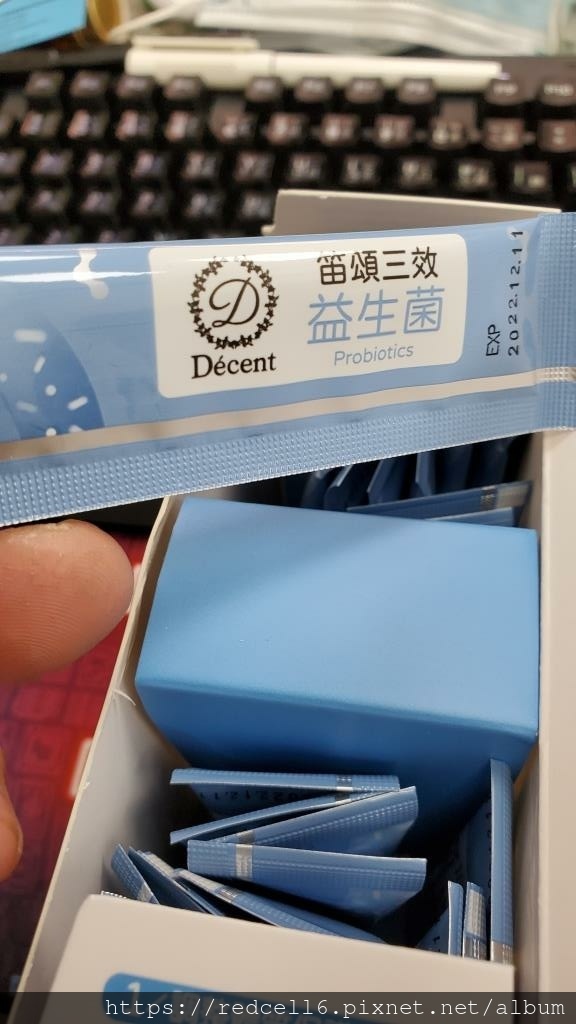 笛頌三效
益生菌
Probiotics
D
Décent
EXP
2022.12.11
https://redcell6.pixnet.net/album